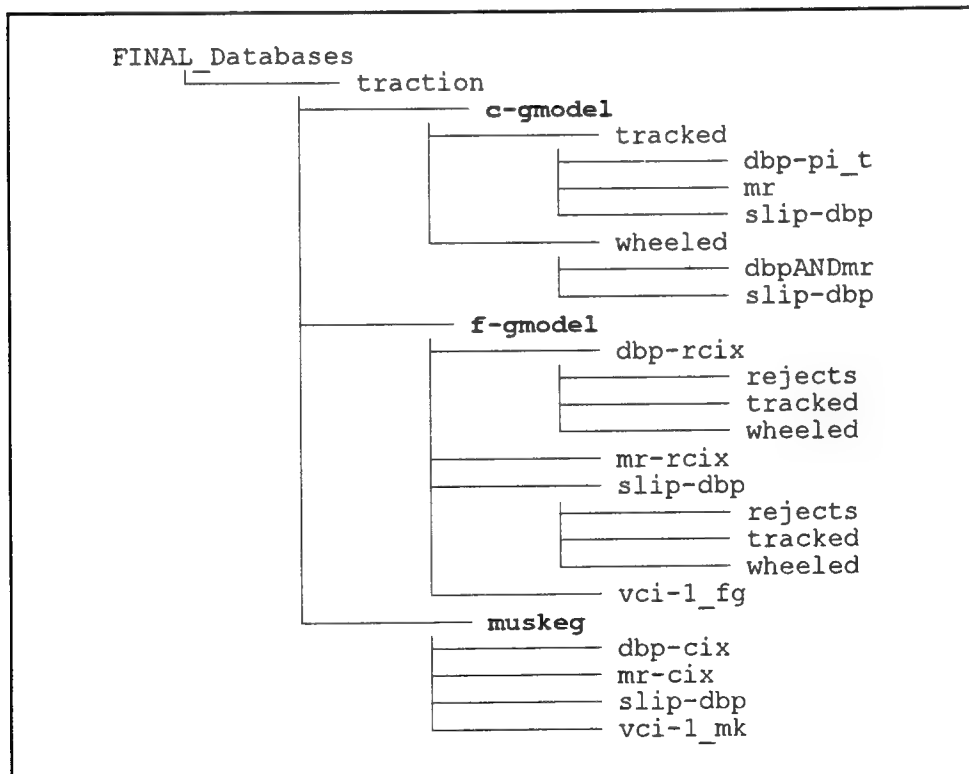 FINAL_Databases
traction
c-gmodel
tracked
dbp-pi_t
mr
slip-dbp
wheeled
dbpANDmr
slip-dbp
f-gmodel
dbp-rcix
rejects
tracked
wheeled
mr-rcix
slip-dbp
rejects
tracked
wheeled
vci-1_fg
muskeg
dbp-cix
mr-cix
slip-dbp
vci-1_mk